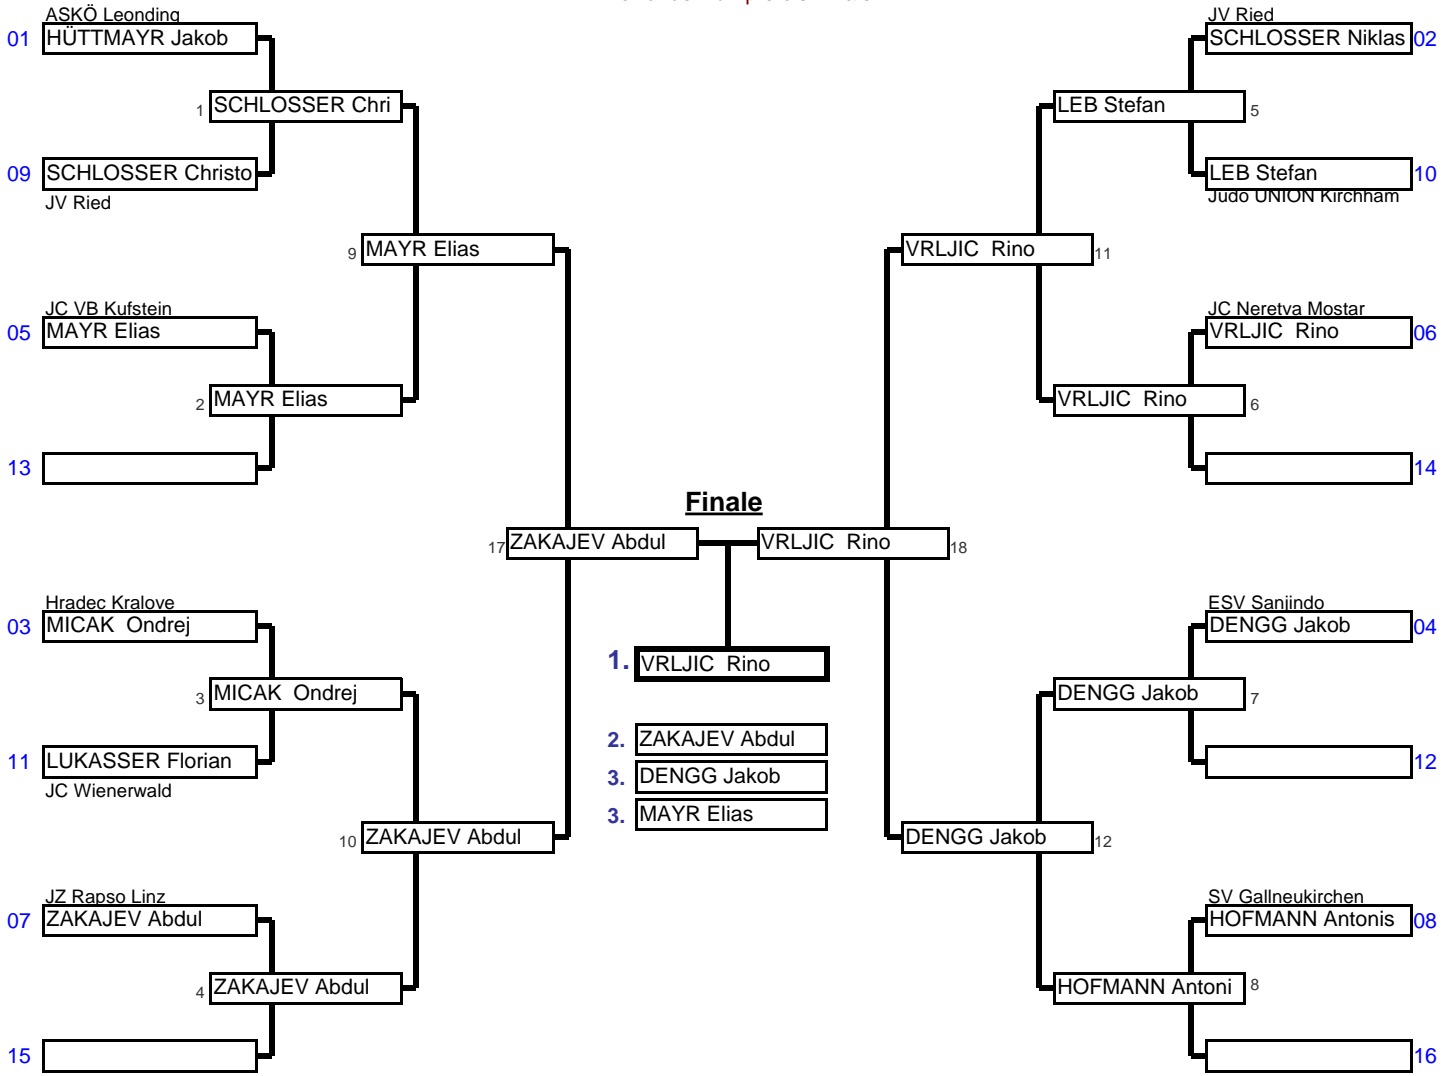 ASKÖ Leonding
01 HÜTTMAYR Jakob
1 SCHLOSSER Chri
09 SCHLOSSER Christo
JV Ried
9 MAYR Elias
JC VB Kufstein
05 MAYR Elias
2 MAYR Elias
13
17 ZAKAJEV Abdul
Hradec Kralove
03 MICAK Ondrej
3 MICAK Ondrej
11 LUKASSER Florian
JC Wienerwald
10 ZAKAJEV Abdul
JZ Rapso Linz
07 ZAKAJEV Abdul
4 ZAKAJEV Abdul
15
Finale
1. VRLJIC Rino
2. ZAKAJEV Abdul
3. DENGG Jakob
3. MAYR Elias
JV Ried
SCHLOSSER Niklas 02
LEB Stefan 5
LEB Stefan 10
Judo UNION Kirchham
VRLJIC Rino 11
JC Neretva Mostar
VRLJIC Rino 06
VRLJIC Rino 6
14
VRLJIC Rino 18
ESV Sanjindo
DENGG Jakob 04
DENGG Jakob 7
12
DENGG Jakob 12
SV Gallneukirchen
HOFMANN Antonis 08
HOFMANN Antoni 8
16